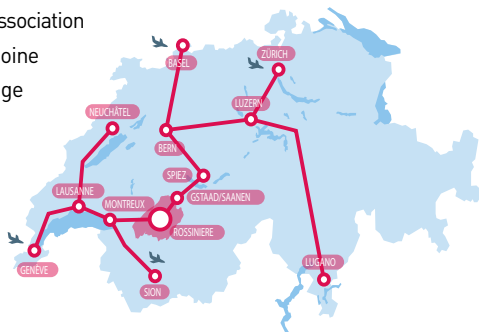 ssociation
oine
ge
BASEL
ZÜRICH
NEUCHÂTEL
LUZERN
BERN
SPIEZ
LAUSANNE
GSTAAD/SAANEN
MONTREUX
ROSSINIERE
GENÈVE
LUGANO
SION